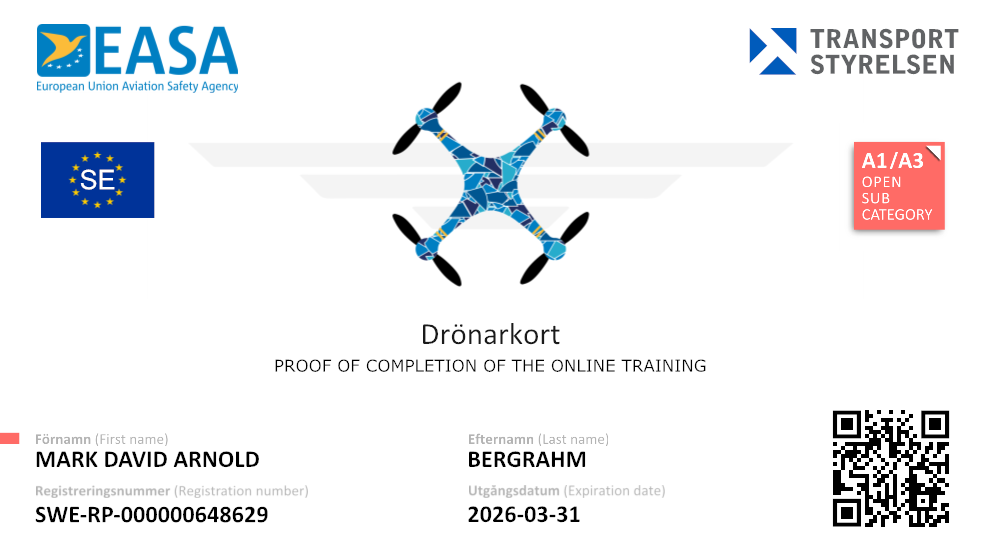 EASA
European Union Aviation Safety Agency
TRANSPORT
STYRELSEN
SE
A1/A3
OPEN
SUB
CATEGORY
Drönarkort
PROOF OF COMPLETION OF THE ONLINE TRAINING
Förnamn (First name)
MARK DAVID ARNOLD
Efternamn (Last name)
BERGRAHM
Registreringsnummer (Registration number)
SWE-RP-000000648629
Utgångsdatum (Expiration date)
2026-03-31